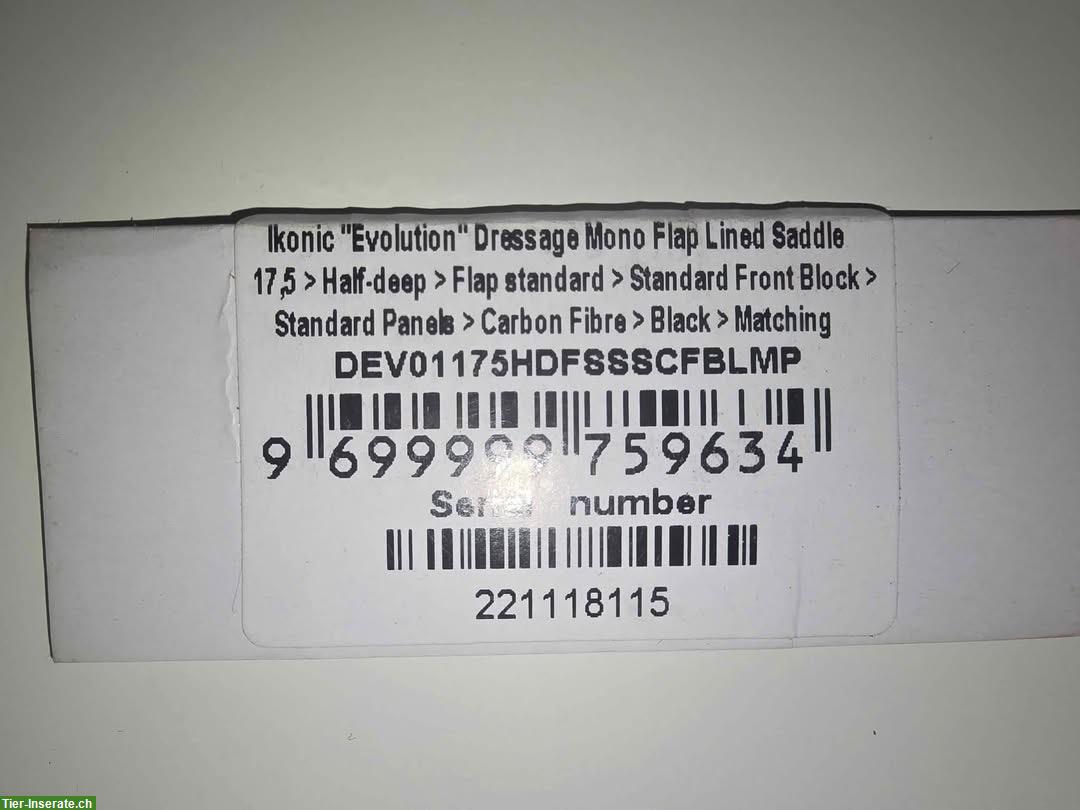 Ikonic "Evolution" Dressage Mono Flap Lined Saddle
17,5 > Half-deep > Flap standard > Standard Front Block >
Standard Panels > Carbon Fibre > Black > Matching
DEV01175HDFSSSCFBLMP
9 699999 759634
Serial number
221118115
Tier-Inserate.ch